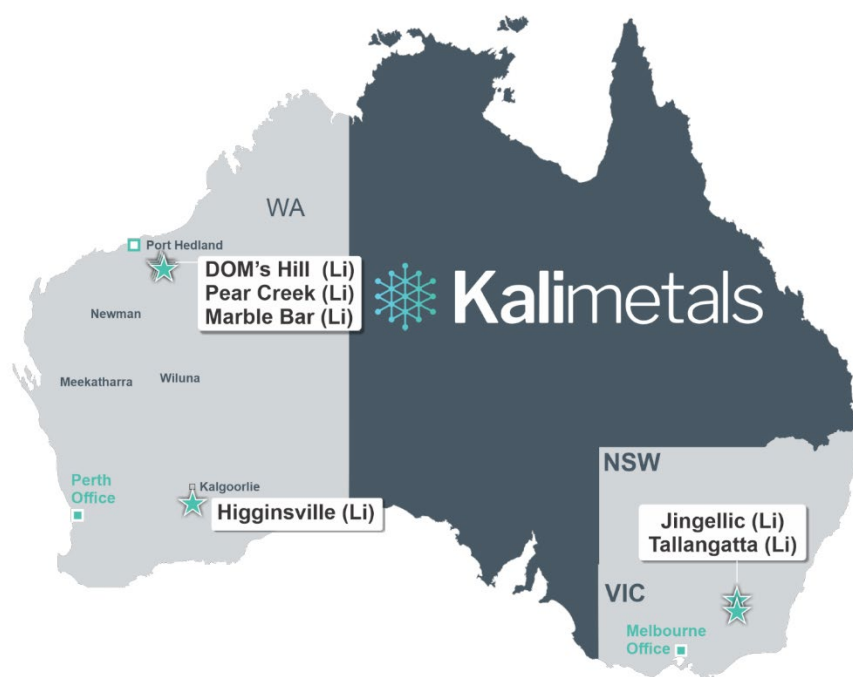 WA
Port Hedland
DOM's Hill (Li)
Pear Creek (Li)
Marble Bar (Li)
Kalimetals
Newman
Meekatharra
Wiluna
Perth
Office
Kalgoorlie
Higginsville (Li)
NSW
Jingellic (Li)
Tallangatta (Li)
VIC
Melbourne
Office